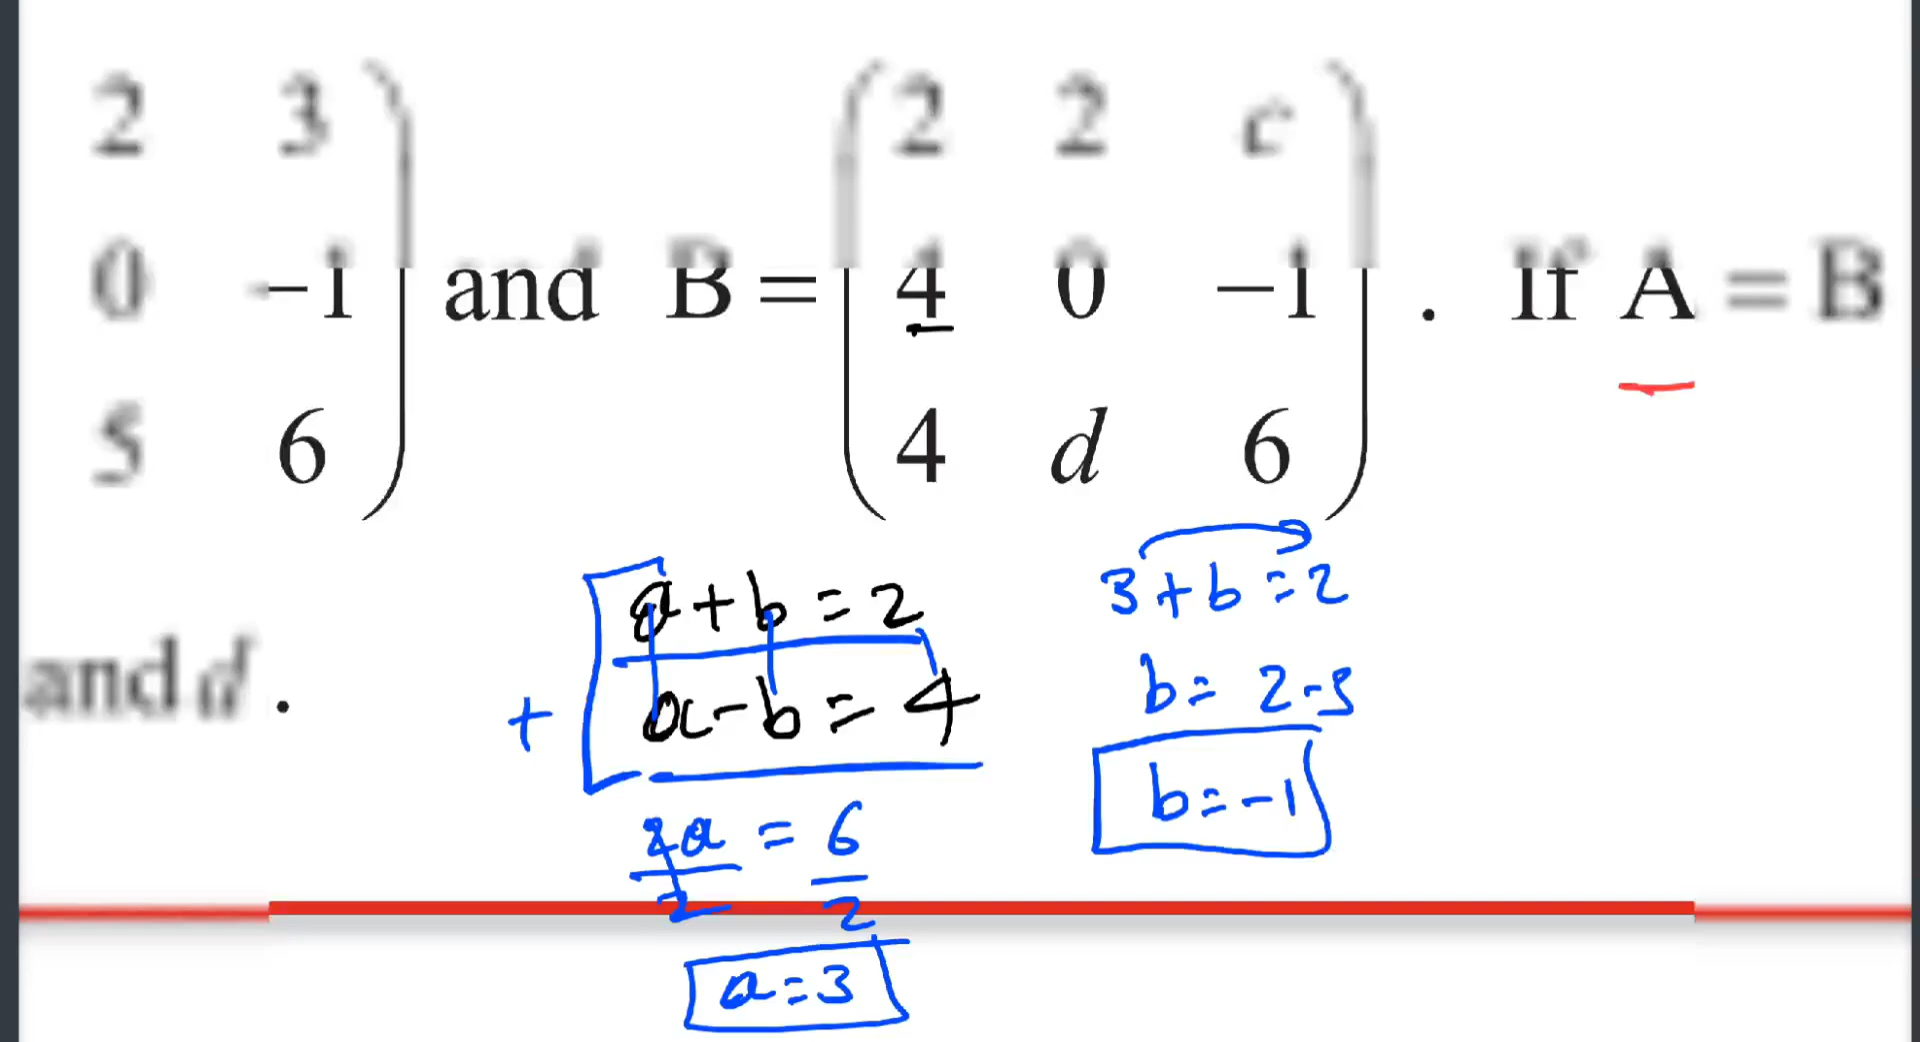 2 3 2 2 c
0 −1 and B = 4 0 −1 . If A = B
5 6 4 d 6
a+b=2 3+b=2
and d .
+ a-b=4 b=2-3
2a/2 = 6/2 b=-1
a=3